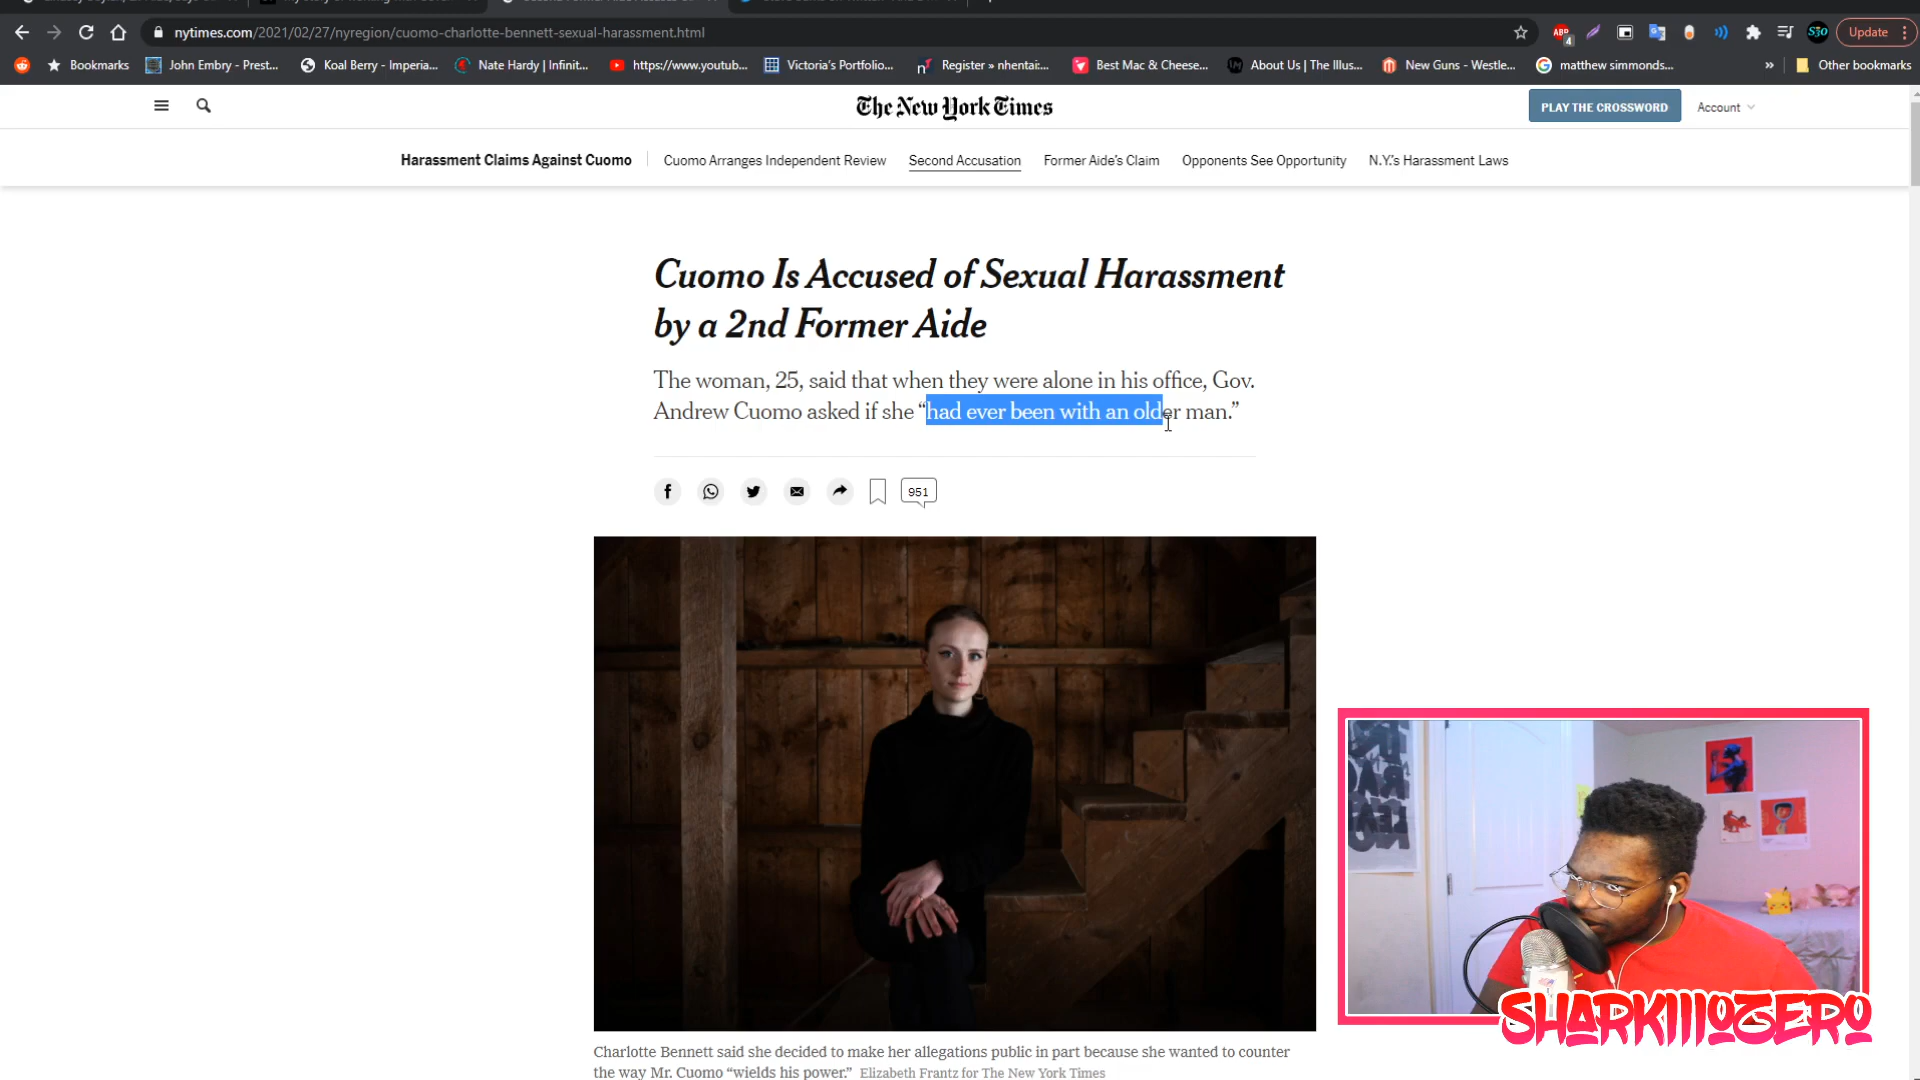 nytimes.com/2021/02/27/nyregion/cuomo-charlotte-bennett-sexual-harassment.html
ABP
4
S30
Update
Bookmarks
John Embry - Prest...
Koal Berry - Imperia...
Nate Hardy | Infinit...
https://www.youtub...
Victoria's Portfolio...
Register » nhentai:...
Best Mac & Cheese...
About Us | The Illus...
New Guns - Westle...
matthew simmonds...
»
Other bookmarks
The New York Times
PLAY THE CROSSWORD
Account
Harassment Claims Against Cuomo
Cuomo Arranges Independent Review
Second Accusation
Former Aide's Claim
Opponents See Opportunity
N.Y.'s Harassment Laws
Cuomo Is Accused of Sexual Harassment
by a 2nd Former Aide
The woman, 25, said that when they were alone in his office, Gov.
Andrew Cuomo asked if she “had ever been with an older man.”
951
Charlotte Bennett said she decided to make her allegations public in part because she wanted to counter
the way Mr. Cuomo “wields his power.” Elizabeth Frantz for The New York Times
SHARK1110ZERO